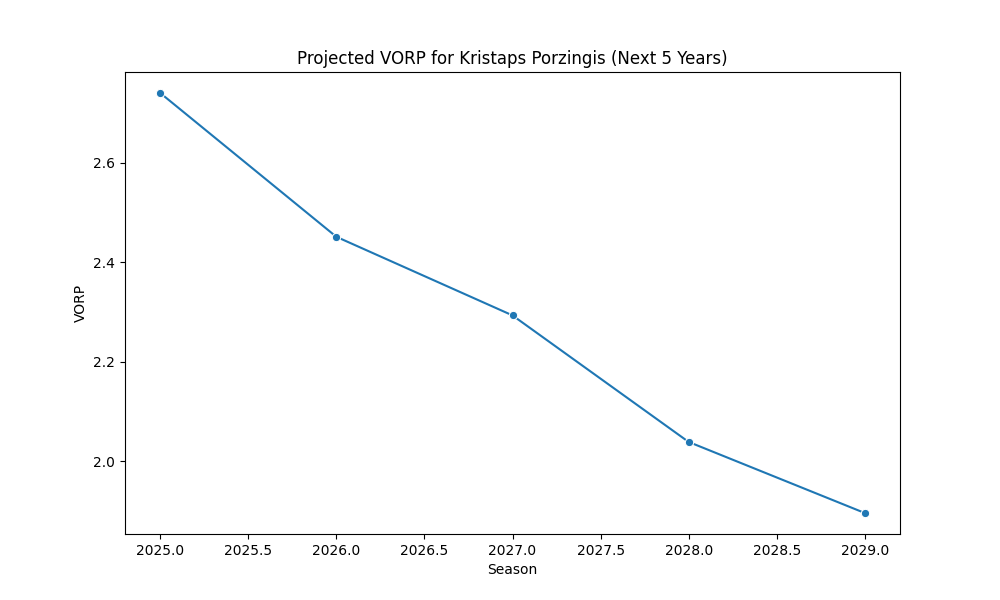 Projected VORP for Kristaps Porzingis (Next 5 Years)
2.6
2.4
2.2
2.0
VORP
2025.0 2025.5 2026.0 2026.5 2027.0 2027.5 2028.0 2028.5 2029.0
Season